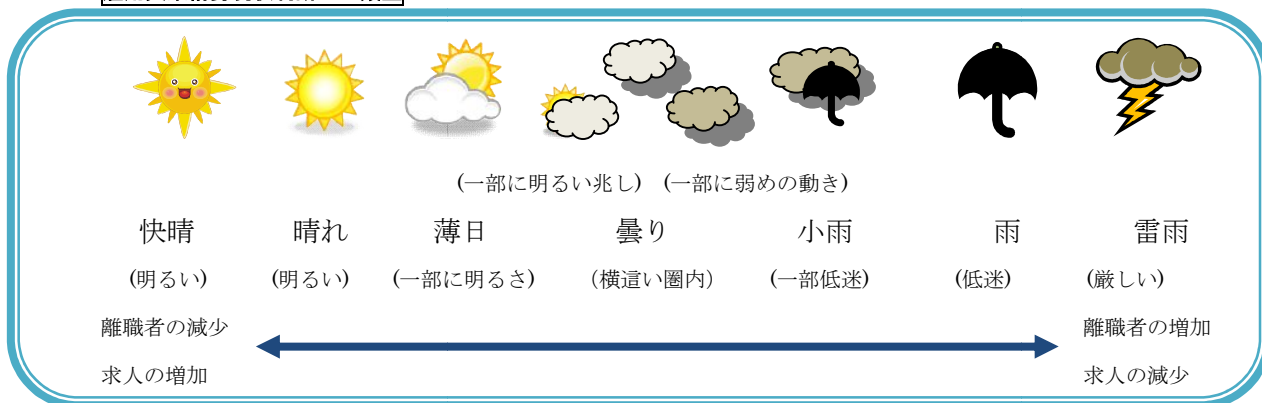 (一部に明るい兆し) (一部に弱めの動き)
快晴 晴れ 薄日 曇り 小雨 雨 雷雨
(明るい) (明るい) (一部に明るさ) (横這い圏内) (一部低迷) (低迷) (厳しい)
離職者の減少 離職者の増加
求人の増加 求人の減少